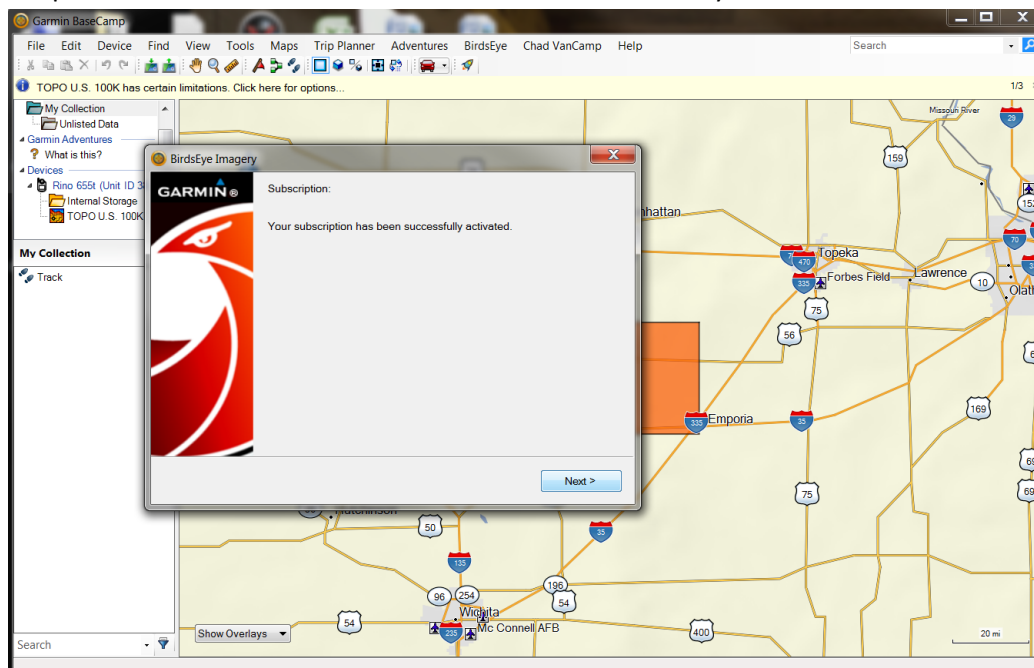 Garmin BaseCamp
File Edit Device Find View Tools Maps Trip Planner Adventures BirdsEye Chad VanCamp Help
Search
TOPO U.S. 100K has certain limitations. Click here for options...
1/3
My Collection
Unlisted Data
Garmin Adventures
What is this?
Devices
Rino 655t (Unit ID 3
Internal Storage
TOPO U.S. 100K
My Collection
Track
Search
BirdsEye Imagery
GARMIN®
Subscription:
Your subscription has been successfully activated.
Next >
Missouri River
29
159
152
70
nhattan
Topeka
470
Forbes Field
335
Lawrence
10
Olath
75
56
Emporia
335
35
169
69
69
75
Hutchinson
50
35
135
96
254
196
54
Wichita
Mc Connell AFB
235
54
400
Show Overlays
20 mi